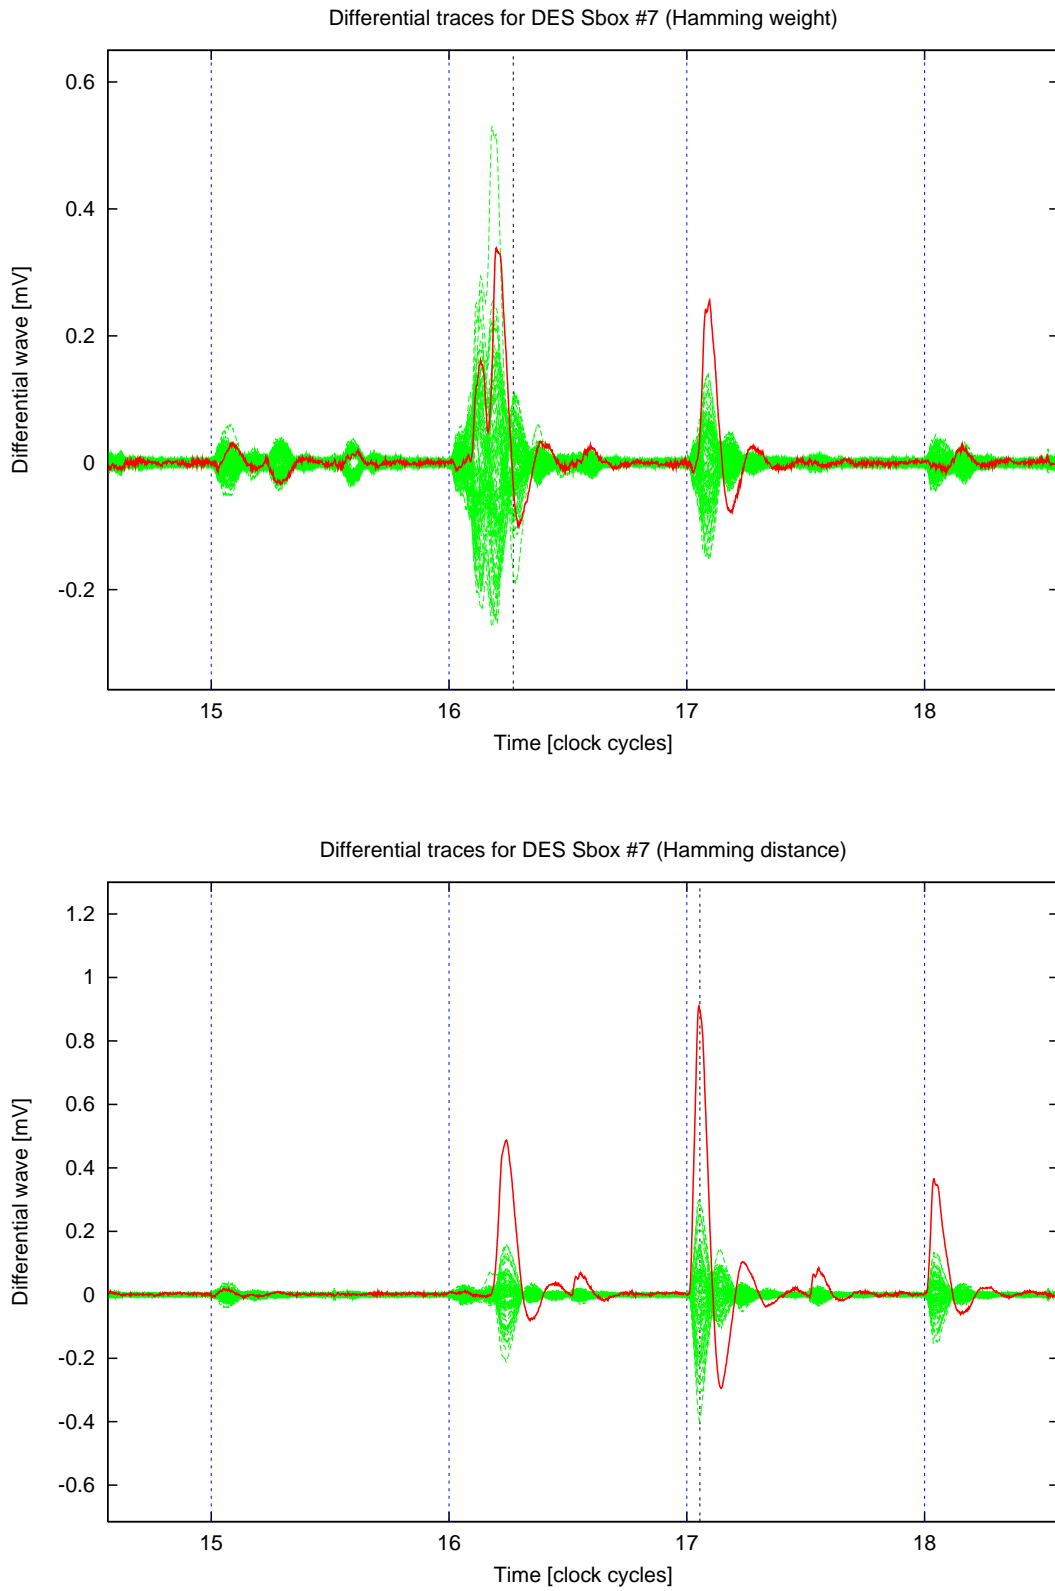 Differential traces for DES Sbox #7 (Hamming weight)
0.6
0.4
0.2
0
-0.2
Differential wave [mV]
15 16 17 18
Time [clock cycles]
Differential traces for DES Sbox #7 (Hamming distance)
1.2
1
0.8
0.6
0.4
0.2
0
-0.2
-0.4
-0.6
Differential wave [mV]
15 16 17 18
Time [clock cycles]